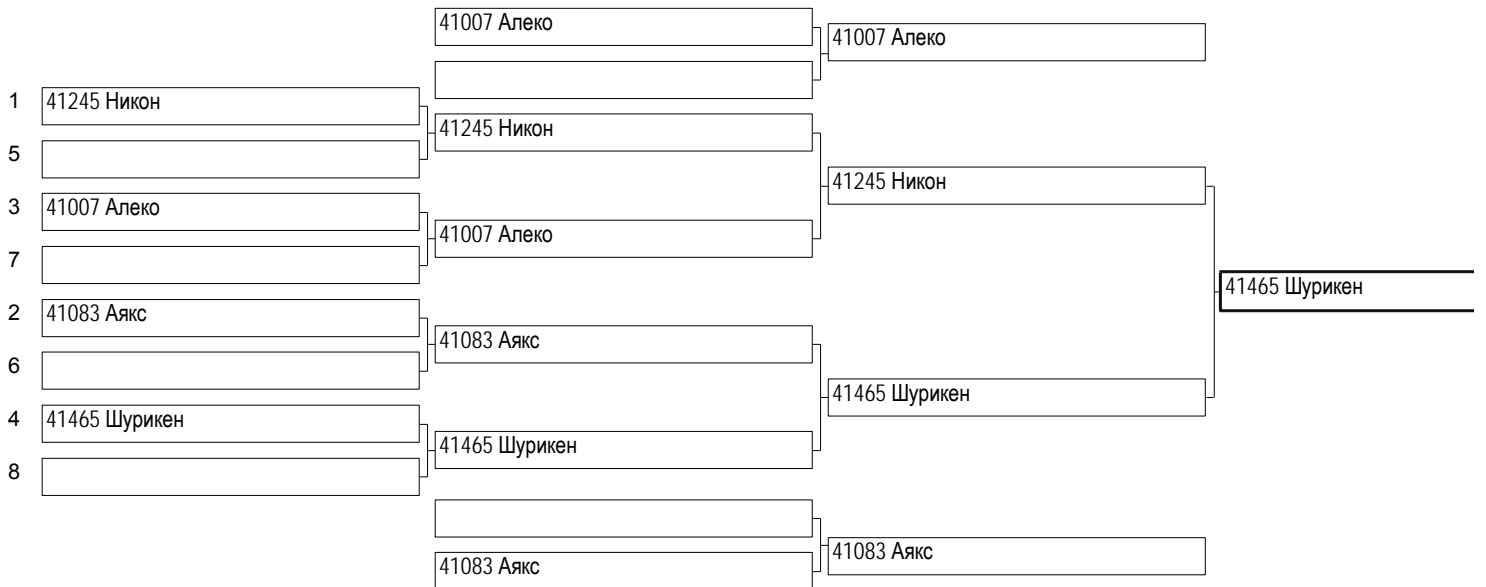 41007 Алеко
41007 Алеко
1 41245 Никон
41245 Никон
5
41245 Никон
3 41007 Алеко
41007 Алеко
7
41465 Шурикен
2 41083 Аякс
41083 Аякс
6
41465 Шурикен
4 41465 Шурикен
41465 Шурикен
8
41083 Аякс
41083 Аякс